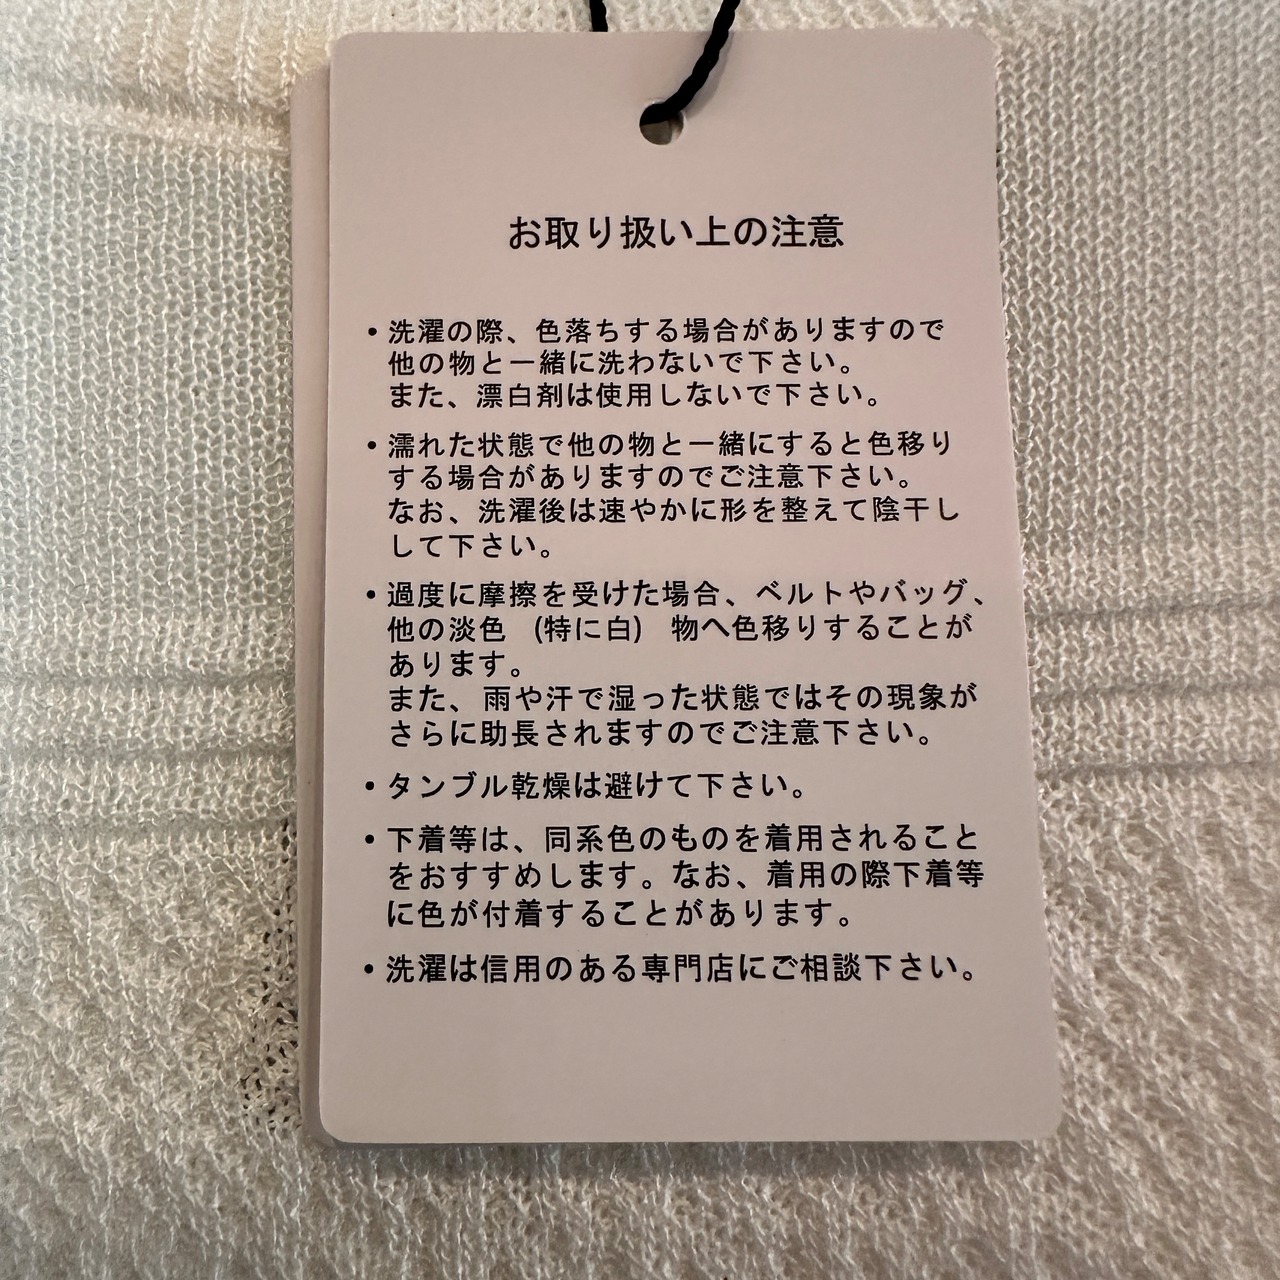 お取り扱い上の注意
・洗濯の際、色落ちする場合がありますので
他の物と一緒に洗わないで下さい。
また、漂白剤は使用しないで下さい。
・濡れた状態で他の物と一緒にすると色移り
する場合がありますのでご注意下さい。
なお、洗濯後は速やかに形を整えて陰干し
して下さい。
・過度に摩擦を受けた場合、ベルトやバッグ、
他の淡色 (特に白) 物へ色移りすることが
あります。
また、雨や汗で湿った状態ではその現象が
さらに助長されますのでご注意下さい。
・タンブル乾燥は避けて下さい。
・下着等は、同系色のものを着用されること
をおすすめします。なお、着用の際下着等
に色が付着することがあります。
・洗濯は信用のある専門店にご相談下さい。